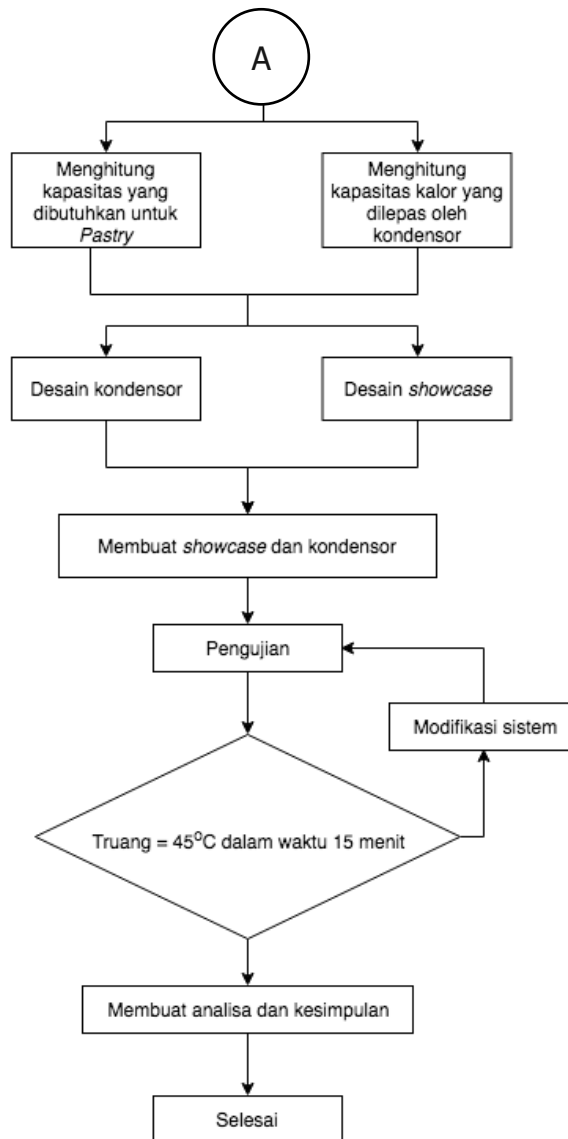 A
Menghitung
kapasitas yang
dibutuhkan untuk
Pastry
Menghitung
kapasitas kalor yang
dilepas oleh
kondensor
Desain kondensor
Desain showcase
Membuat showcase dan kondensor
Pengujian
Modifikasi sistem
Truang = 45°C dalam waktu 15 menit
Membuat analisa dan kesimpulan
Selesai